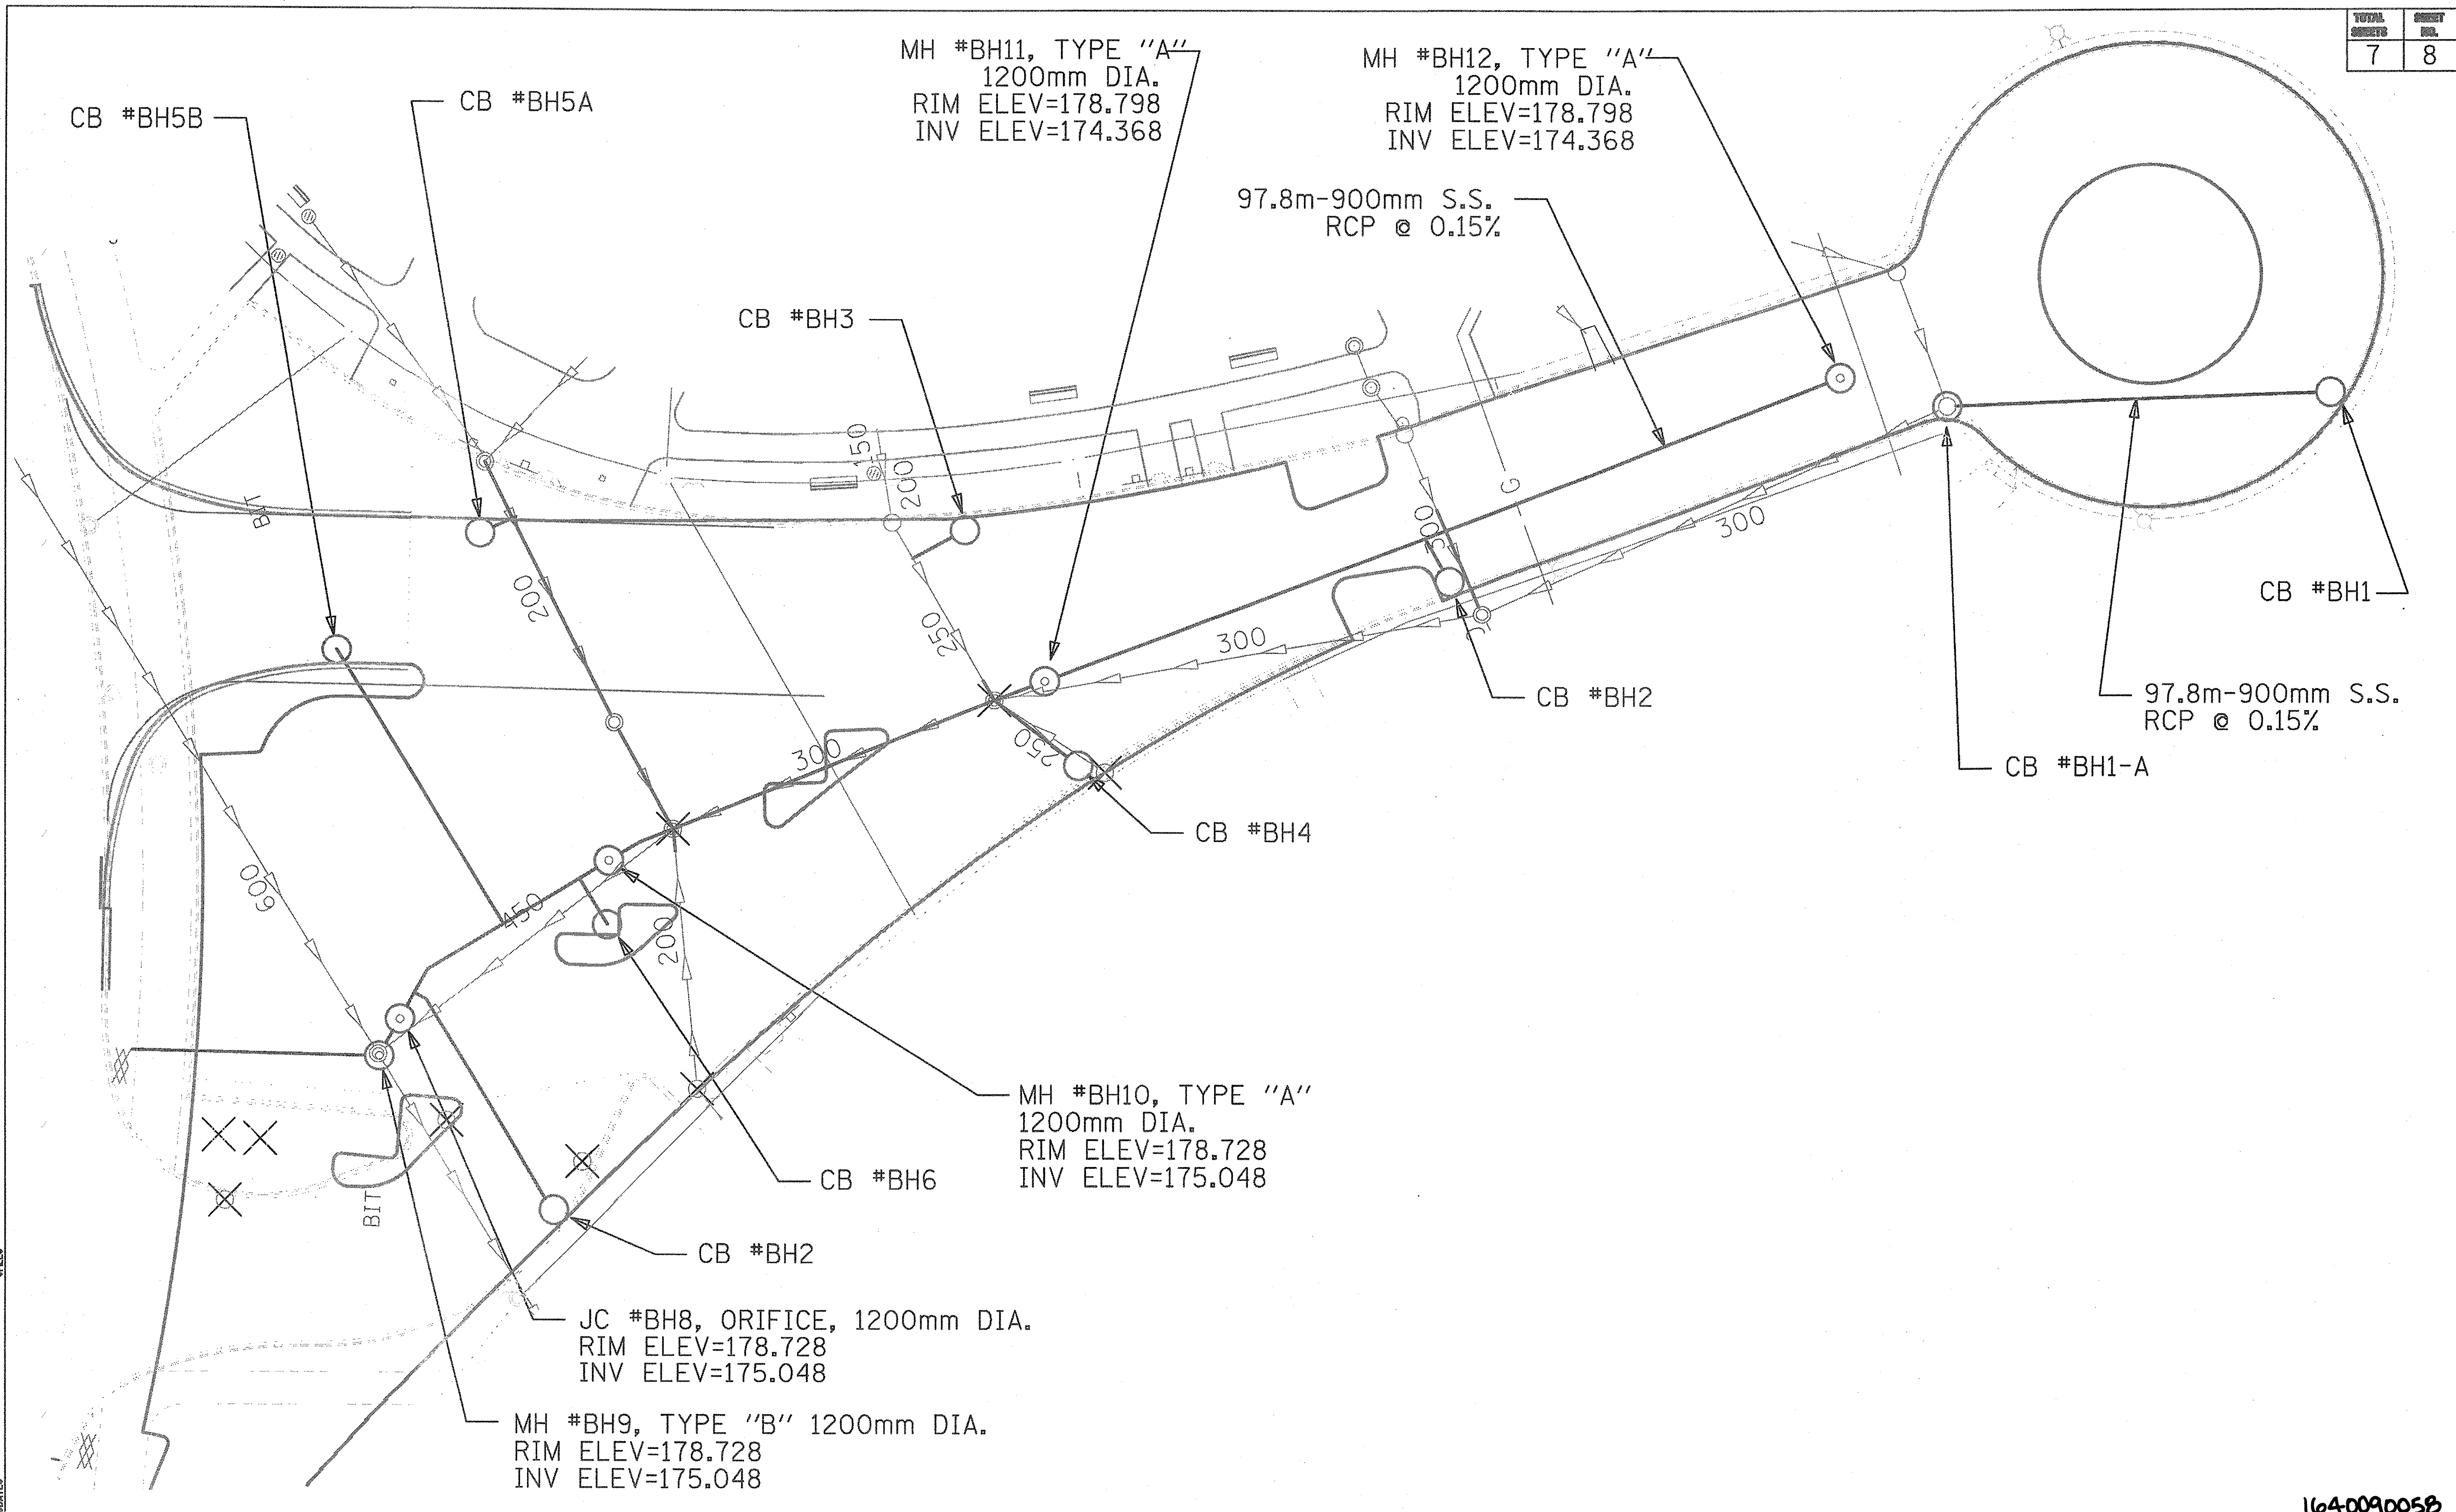 TOTAL SHEETS
SHEET NO.
7
8
MH #BH11, TYPE "A"
1200mm DIA.
RIM ELEV=178.798
INV ELEV=174.368
MH #BH12, TYPE "A"
1200mm DIA.
RIM ELEV=178.798
INV ELEV=174.368
CB #BH5B
CB #BH5A
97.8m-900mm S.S.
RCP @ 0.15%
CB #BH3
150
200
BIT
G
300
300
200
250
300
CB #BH1
CB #BH2
97.8m-900mm S.S.
RCP @ 0.15%
CB #BH1-A
250
300
CB #BH4
600
450
200
MH #BH10, TYPE "A"
1200mm DIA.
RIM ELEV=178.728
INV ELEV=175.048
CB #BH6
BIT
CB #BH2
JC #BH8, ORIFICE, 1200mm DIA.
RIM ELEV=178.728
INV ELEV=175.048
MH #BH9, TYPE "B" 1200mm DIA.
RIM ELEV=178.728
INV ELEV=175.048
1640090058